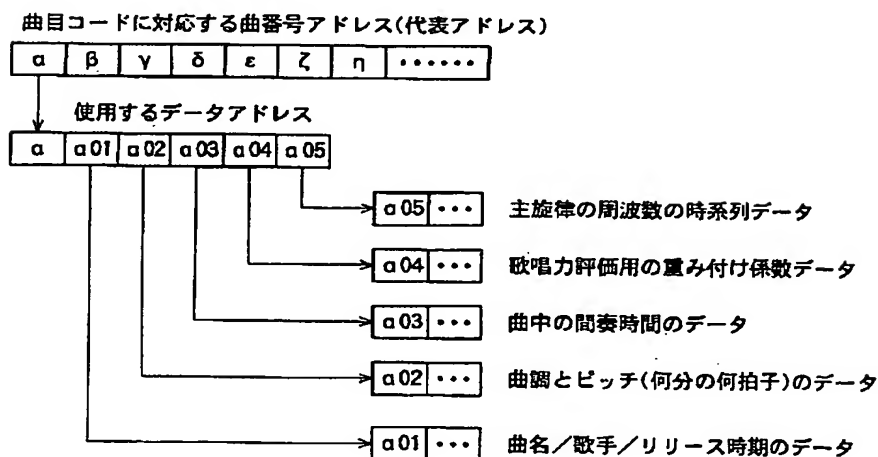 曲目コードに対応する曲番号アドレス(代表アドレス)
α β γ δ ε ζ η ・・・・・・
使用するデータアドレス
α α01 α02 α03 α04 α05
α05 ・・・ 主旋律の周波数の時系列データ
α04 ・・・ 歌唱力評価用の重み付け係数データ
α03 ・・・ 曲中の間奏時間のデータ
α02 ・・・ 曲調とピッチ(何分の何拍子)のデータ
α01 ・・・ 曲名/歌手/リリース時期のデータ